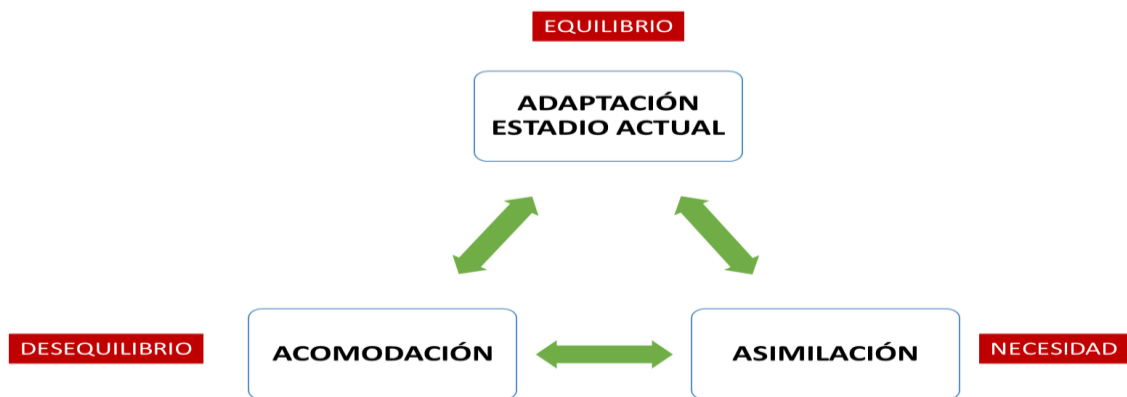 EQUILIBRIO
ADAPTACIÓN
ESTADIO ACTUAL
DESEQUILIBRIO
ACOMODACIÓN
ASIMILACIÓN
NECESIDAD